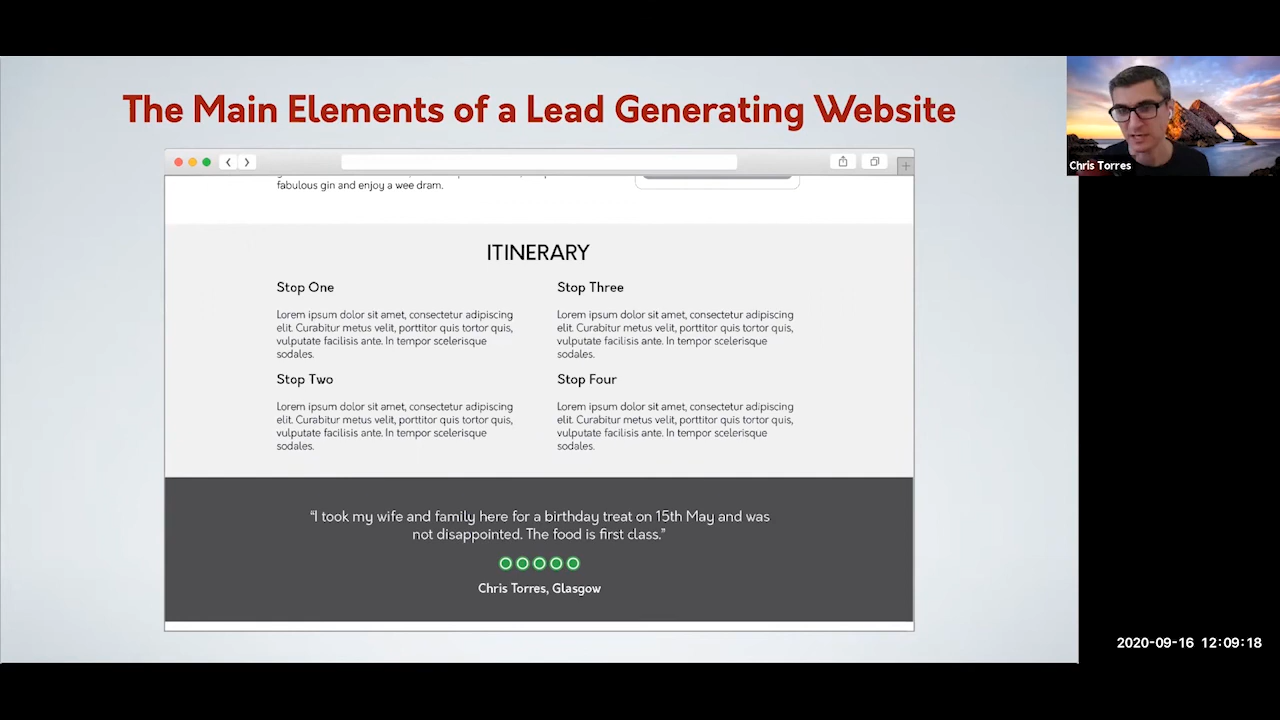 The Main Elements of a Lead Generating Website
Chris Torres
fabulous gin and enjoy a wee dram.
ITINERARY
Stop One
Lorem ipsum dolor sit amet, consectetur adipiscing
elit. Curabitur metus velit, porttitor quis tortor quis,
vulputate facilisis ante. In tempor scelerisque
sodales.
Stop Two
Lorem ipsum dolor sit amet, consectetur adipiscing
elit. Curabitur metus velit, porttitor quis tortor quis,
vulputate facilisis ante. In tempor scelerisque
sodales.
Stop Three
Lorem ipsum dolor sit amet, consectetur adipiscing
elit. Curabitur metus velit, porttitor quis tortor quis,
vulputate facilisis ante. In tempor scelerisque
sodales.
Stop Four
Lorem ipsum dolor sit amet, consectetur adipiscing
elit. Curabitur metus velit, porttitor quis tortor quis,
vulputate facilisis ante. In tempor scelerisque
sodales.
“I took my wife and family here for a birthday treat on 15th May and was
not disappointed. The food is first class.”
Chris Torres, Glasgow
2020-09-16 12:09:18